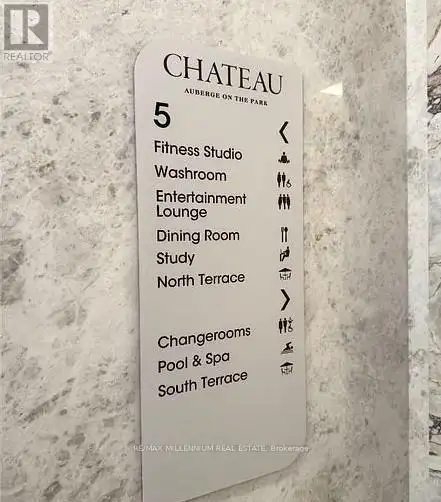 R
REALTOR®
CHATEAU
AUBERGE ON THE PARK
5
<
Fitness Studio
Washroom
Entertainment
Lounge
Dining Room
Study
North Terrace
>
Changerooms
Pool & Spa
South Terrace
RE/MAX MILLENNIUM REAL ESTATE, Brokerage